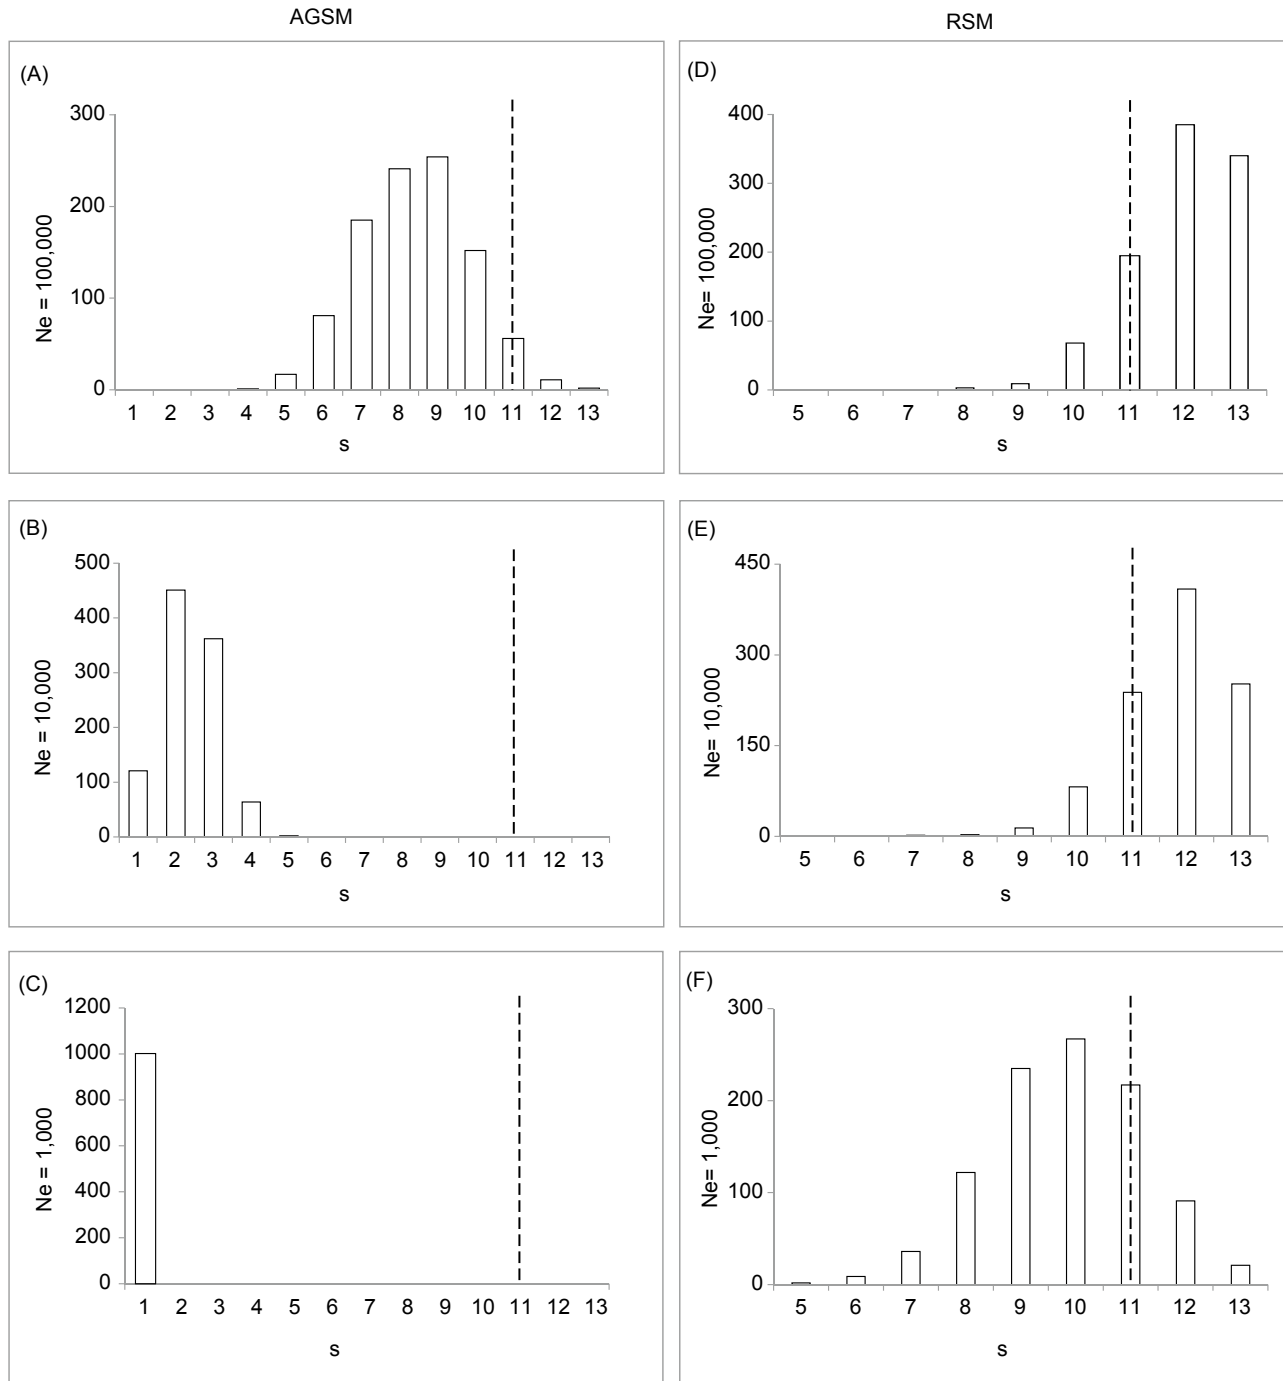 AGSM
(A)
300
200
100
0
Ne = 100,000
1 2 3 4 5 6 7 8 9 10 11 12 13
s
(B)
500
400
300
200
100
0
Ne = 10,000
1 2 3 4 5 6 7 8 9 10 11 12 13
s
(C)
1200
1000
800
600
400
200
0
Ne = 1,000
1 2 3 4 5 6 7 8 9 10 11 12 13
s
RSM
(D)
400
300
200
100
0
Ne= 100,000
5 6 7 8 9 10 11 12 13
s
(E)
450
300
150
0
Ne= 10,000
5 6 7 8 9 10 11 12 13
s
(F)
300
200
100
0
Ne= 1,000
5 6 7 8 9 10 11 12 13
s